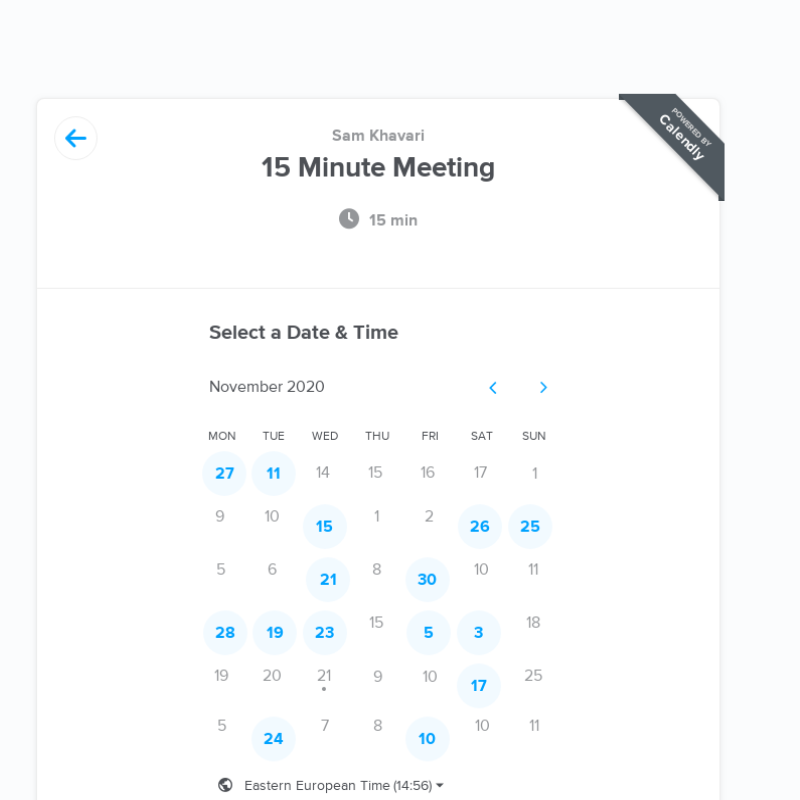 Sam Khavari
POWERED BY
Calendly
15 Minute Meeting
15 min
Select a Date & Time
November 2020
MON TUE WED THU FRI SAT SUN
27 11 14 15 16 17 1
9 10 15 1 2 26 25
5 6 21 8 30 10 11
28 19 23 15 5 3 18
19 20 21 9 10 17 25
5 24 7 8 10 10 11
Eastern European Time (14:56)